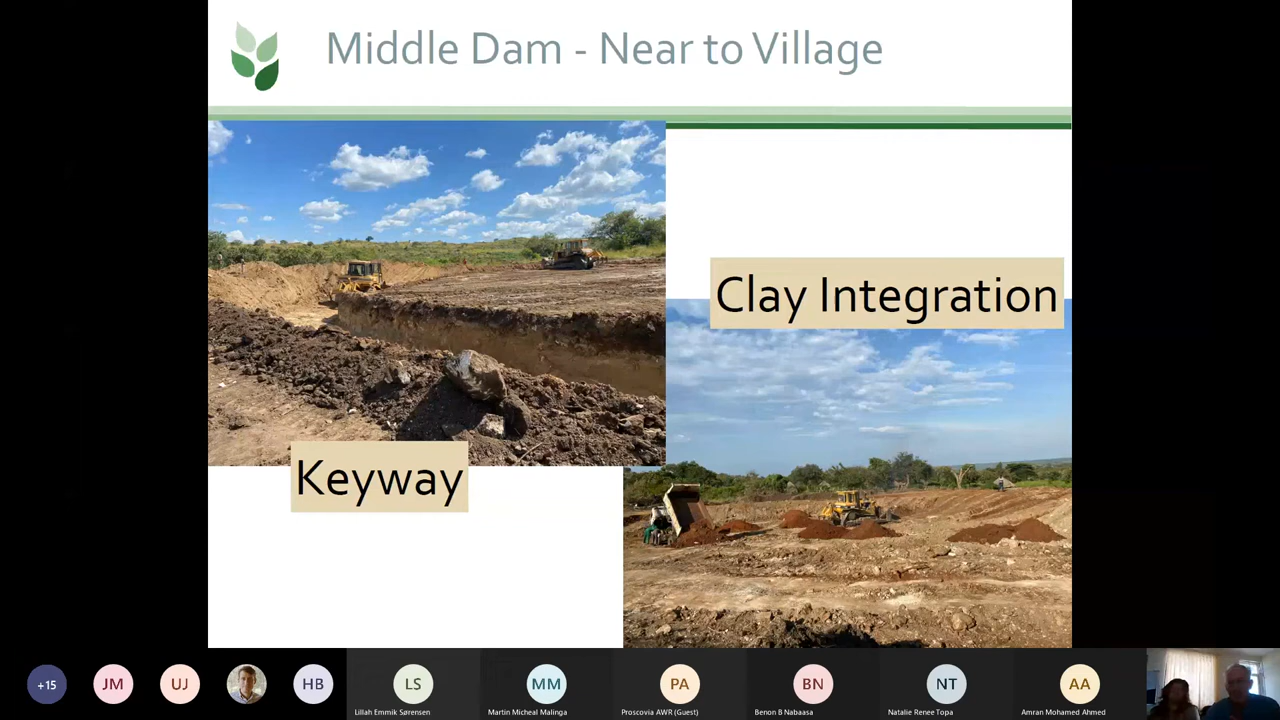 Middle Dam - Near to Village
Clay Integration
Keyway
+15
JM
UJ
HB
LS
MM
PA
BN
NT
AA
Lillah Emmik Sørensen
Martin Micheal Malinga
Proscovia AWR (Guest)
Benon B Nabaasa
Natalie Renee Topa
Amran Mohamed Ahmed